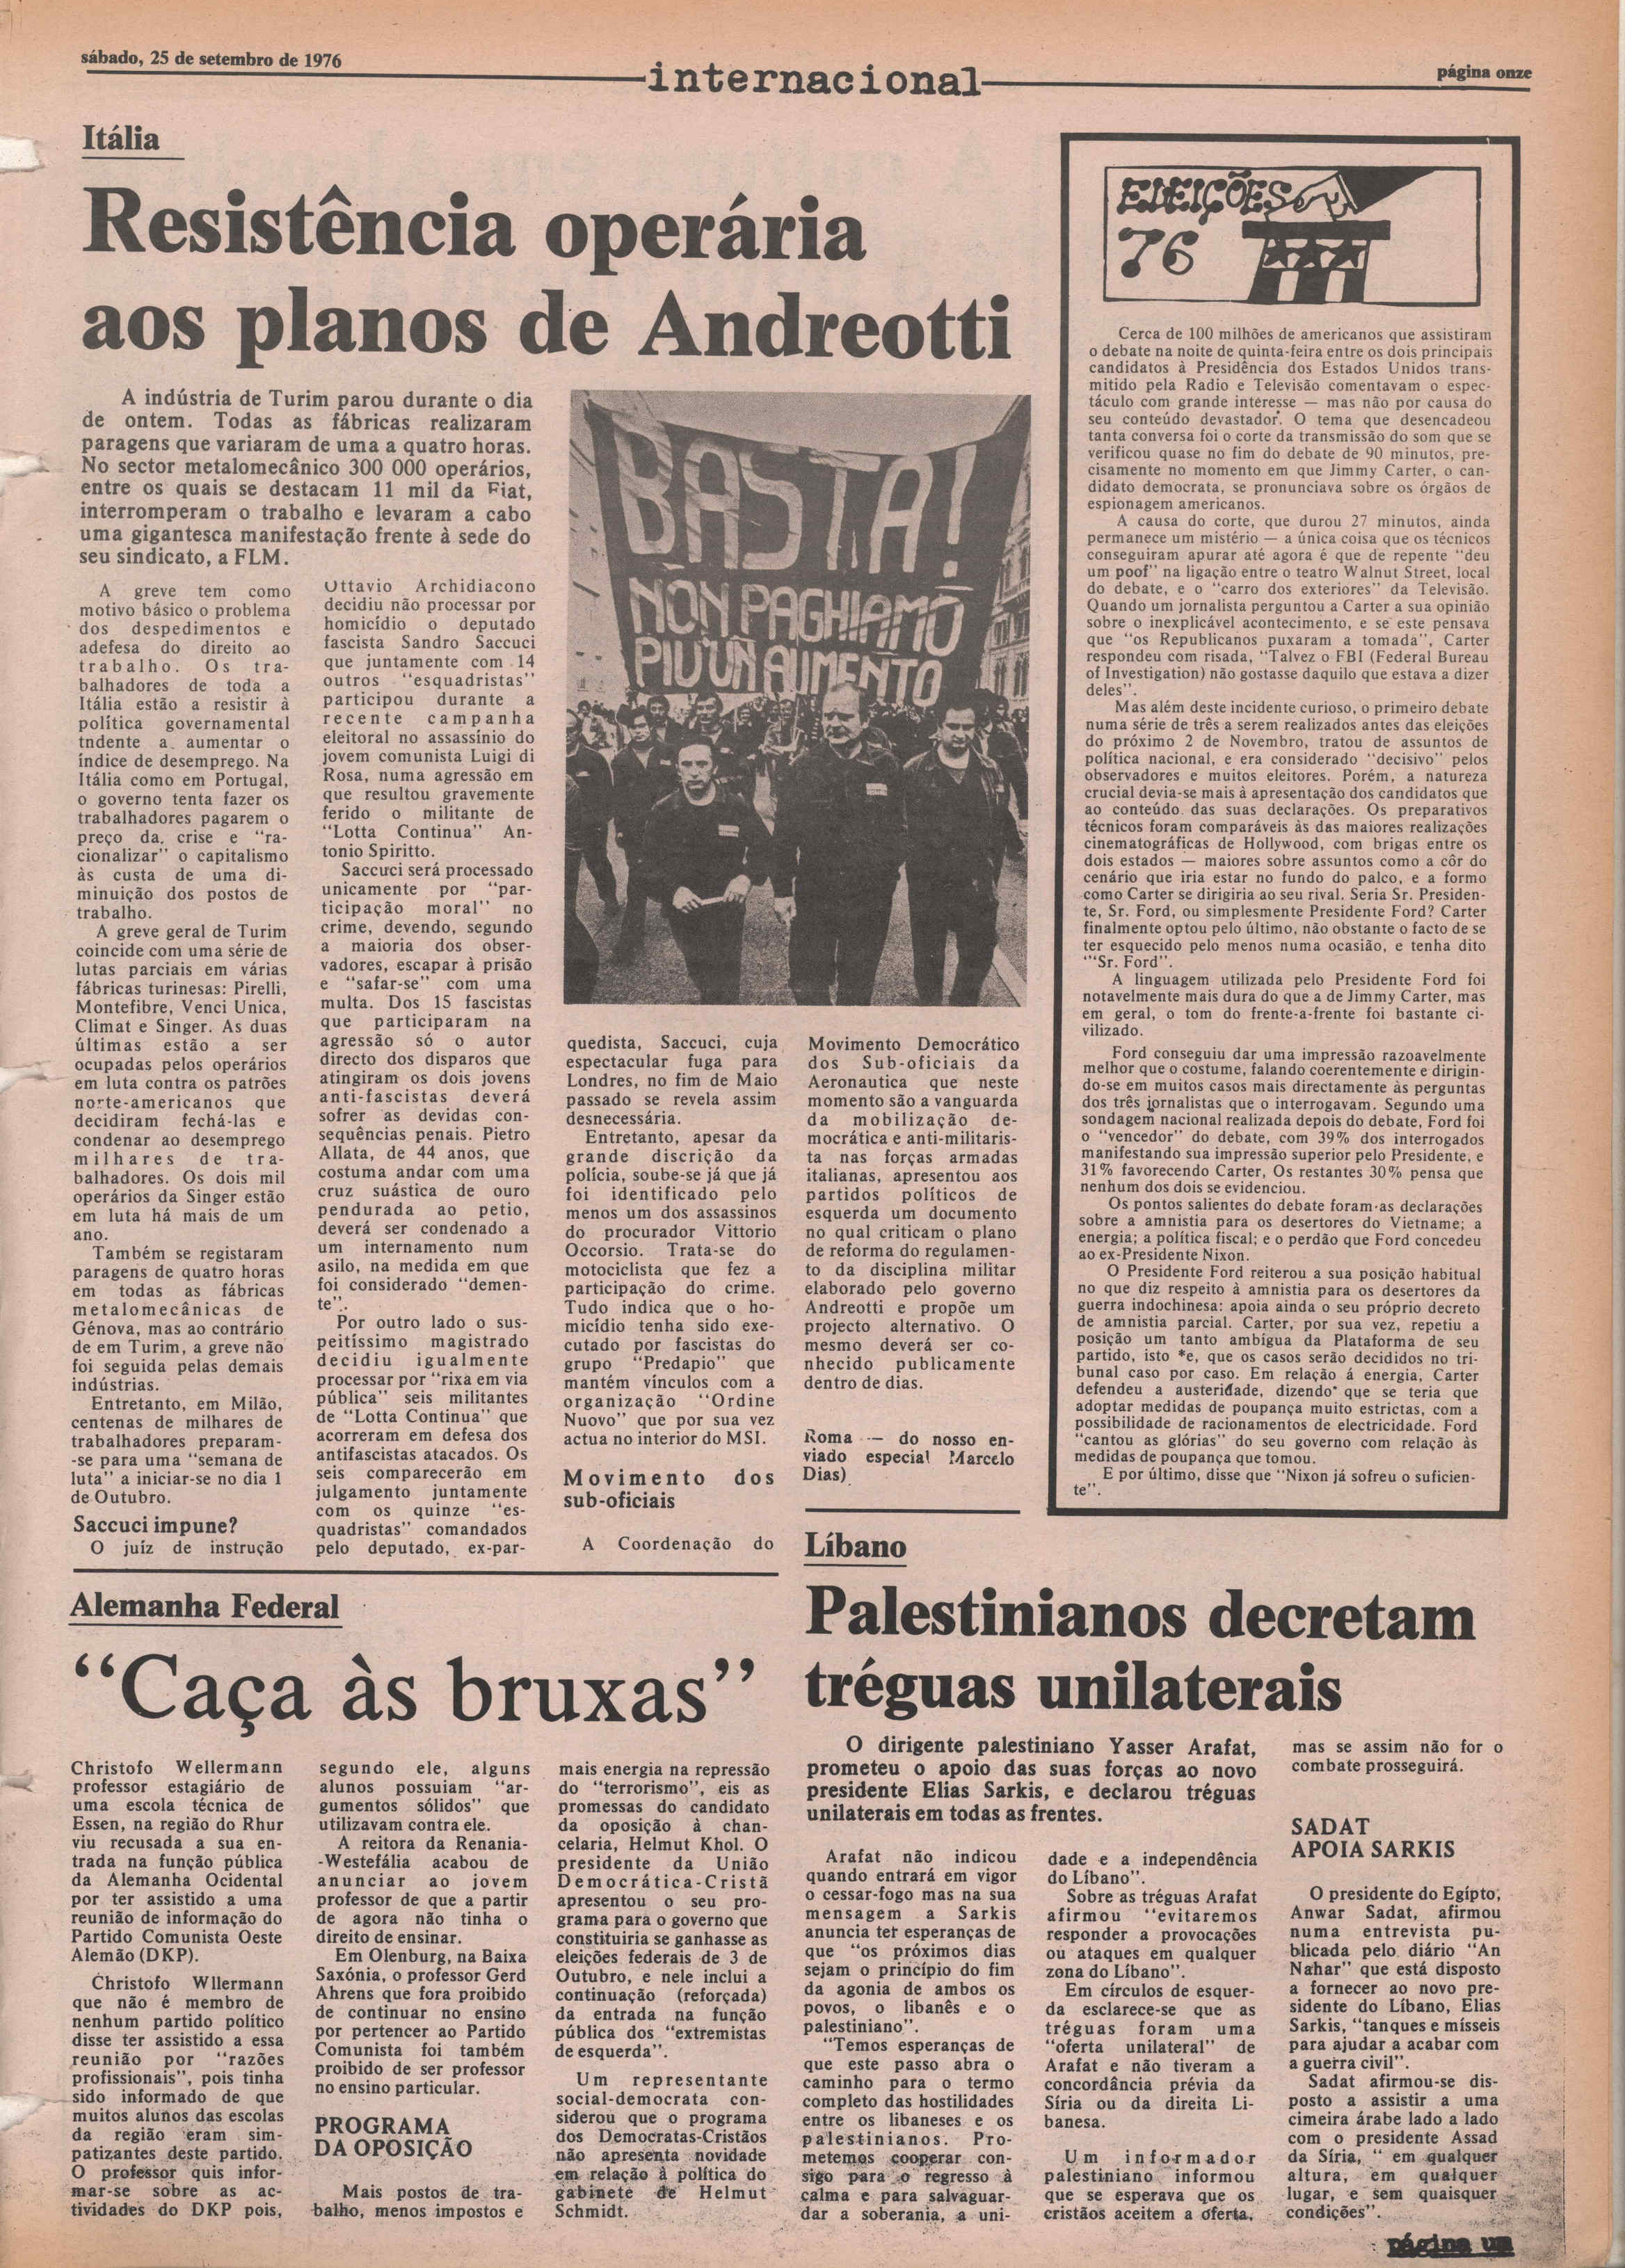 sábado, 25 de setembro de 1976
internacional
página onze
Itália
Resistência operária
aos planos de Andreotti
A indústria de Turim parou durante o dia
de ontem. Todas as fábricas realizaram
paragens que variaram de uma a quatro horas.
No sector metalomecânico 300 000 operários,
entre os quais se destacam 11 mil da Fiat,
interromperam o trabalho e levaram a cabo
uma gigantesca manifestação frente à sede do
seu sindicato, a FLM.
A greve tem como
motivo básico o problema
dos despedimentos e
adefesa do direito ao
trabalho. Os tra-
balhadores de toda a
Itália estão a resistir à
política governamental
tndente a aumentar o
índice de desemprego. Na
Itália como em Portugal,
o governo tenta fazer os
trabalhadores pagarem o
preço da crise e "ra-
cionalizar" o capitalismo
às custa de uma di-
minuição dos postos de
trabalho.
A greve geral de Turim
coincide com uma série de
lutas parciais em várias
fábricas turinesas: Pirelli,
Montefibre, Venci Unica,
Climat e Singer. As duas
últimas estão a ser
ocupadas pelos operários
em luta contra os patrões
norte-americanos que
decidiram fechá-las e
condenar ao desemprego
milhares de tra-
balhadores. Os dois mil
operários da Singer estão
em luta há mais de um
ano.
Também se registaram
paragens de quatro horas
em todas as fábricas
metalomecânicas de
Génova, mas ao contrário
de em Turim, a greve não
foi seguida pelas demais
indústrias.
Entretanto, em Milão,
centenas de milhares de
trabalhadores preparam-
-se para uma "semana de
luta" a iniciar-se no dia 1
de Outubro.
Saccuci impune?
O juíz de instrução
Ottavio Archidiacono
decidiu não processar por
homicídio o deputado
fascista Sandro Saccuci
que juntamente com 14
outros "esquadristas"
participou durante a
recente campanha
eleitoral no assassínio do
jovem comunista Luigi di
Rosa, numa agressão em
que resultou gravemente
ferido o militante de
"Lotta Continua" An-
tonio Spiritto.
Saccuci será processado
unicamente por "par-
ticipação moral" no
crime, devendo, segundo
a maioria dos obser-
vadores, escapar à prisão
e "safar-se" com uma
multa. Dos 15 fascistas
que participaram na
agressão só o autor
directo dos disparos que
atingiram os dois jovens
anti-fascistas deverá
sofrer as devidas con-
sequências penais. Pietro
Allata, de 44 anos, que
costuma andar com uma
cruz suástica de ouro
pendurada ao petio,
deverá ser condenado a
um internamento num
asilo, na medida em que
foi considerado "demen-
te".
Por outro lado o sus-
peitíssimo magistrado
decidiu igualmente
processar por "rixa em via
pública" seis militantes
de "Lotta Continua" que
acorreram em defesa dos
antifascistas atacados. Os
seis comparecerão em
julgamento juntamente
com os quinze "es-
quadristas" comandados
pelo deputado, ex-par-
BASTA!
NON PAGHIAMO
PIU' UN AUMENTO
quedista, Saccuci, cuja
espectacular fuga para
Londres, no fim de Maio
passado se revela assim
desnecessária.
Entretanto, apesar da
grande discrição da
polícia, soube-se já que já
foi identificado pelo
menos um dos assassinos
do procurador Vittorio
Occorsio. Trata-se do
motociclista que fez a
participação do crime.
Tudo indica que o ho-
micídio tenha sido exe-
cutado por fascistas do
grupo "Predapio" que
mantém vínculos com a
organização "Ordine
Nuovo" que por sua vez
actua no interior do MSI.
Movimento dos
sub-oficiais
A Coordenação do
Movimento Democrático
dos Sub-oficiais da
Aeronautica que neste
momento são a vanguarda
da mobilização de-
mocrática e anti-militaris-
ta nas forças armadas
italianas, apresentou aos
partidos políticos de
esquerda um documento
no qual criticam o plano
de reforma do regulamen-
to da disciplina militar
elaborado pelo governo
Andreotti e propõe um
projecto alternativo. O
mesmo deverá ser co-
nhecido publicamente
dentro de dias.
Roma — do nosso en-
viado especial Marcelo
Dias)
ELEIÇÕES
76
Cerca de 100 milhões de americanos que assistiram
o debate na noite de quinta-feira entre os dois principais
candidatos à Presidência dos Estados Unidos trans-
mitido pela Radio e Televisão comentavam o espec-
táculo com grande interesse — mas não por causa do
seu conteúdo devastador. O tema que desencadeou
tanta conversa foi o corte da transmissão do som que se
verificou quase no fim do debate de 90 minutos, pre-
cisamente no momento em que Jimmy Carter, o can-
didato democrata, se pronunciava sobre os órgãos de
espionagem americanos.
A causa do corte, que durou 27 minutos, ainda
permanece um mistério — a única coisa que os técnicos
conseguiram apurar até agora é que de repente "deu
um poof" na ligação entre o teatro Walnut Street, local
do debate, e o "carro dos exteriores" da Televisão.
Quando um jornalista perguntou a Carter a sua opinião
sobre o inexplicável acontecimento, e se este pensava
que "os Republicanos puxaram a tomada", Carter
respondeu com risada, "Talvez o FBI (Federal Bureau
of Investigation) não gostasse daquilo que estava a dizer
deles".
Mas além deste incidente curioso, o primeiro debate
numa série de três a serem realizados antes das eleições
do próximo 2 de Novembro, tratou de assuntos de
política nacional, e era considerado "decisivo" pelos
observadores e muitos eleitores. Porém, a natureza
crucial devia-se mais à apresentação dos candidatos que
ao conteúdo das suas declarações. Os preparativos
técnicos foram comparáveis às das maiores realizações
cinematográficas de Hollywood, com brigas entre os
dois estados — maiores sobre assuntos como a côr do
cenário que iria estar no fundo do palco, e a formo
como Carter se dirigiria ao seu rival. Seria Sr. Presiden-
te, Sr. Ford, ou simplesmente Presidente Ford? Carter
finalmente optou pelo último, não obstante o facto de se
ter esquecido pelo menos numa ocasião, e tenha dito
"'Sr. Ford".
A linguagem utilizada pelo Presidente Ford foi
notavelmente mais dura do que a de Jimmy Carter, mas
em geral, o tom do frente-a-frente foi bastante ci-
vilizado.
Ford conseguiu dar uma impressão razoavelmente
melhor que o costume, falando coerentemente e dirigin-
do-se em muitos casos mais directamente às perguntas
dos três jornalistas que o interrogavam. Segundo uma
sondagem nacional realizada depois do debate, Ford foi
o "vencedor" do debate, com 39% dos interrogados
manifestando sua impressão superior pelo Presidente, e
31% favorecendo Carter, Os restantes 30% pensa que
nenhum dos dois se evidenciou.
Os pontos salientes do debate foram as declarações
sobre a amnistia para os desertores do Vietname; a
energia; a política fiscal; e o perdão que Ford concedeu
ao ex-Presidente Nixon.
O Presidente Ford reiterou a sua posição habitual
no que diz respeito à amnistia para os desertores da
guerra indochinesa: apoia ainda o seu próprio decreto
de amnistia parcial. Carter, por sua vez, repetiu a
posição um tanto ambígua da Plataforma de seu
partido, isto *e, que os casos serão decididos no tri-
bunal caso por caso. Em relação á energia, Carter
defendeu a austeridade, dizendo que se teria que
adoptar medidas de poupança muito estrictas, com a
possibilidade de racionamentos de electricidade. Ford
"cantou as glórias" do seu governo com relação às
medidas de poupança que tomou.
E por último, disse que "Nixon já sofreu o suficien-
te".
Alemanha Federal
"Caça às bruxas"
Christofo Wellermann
professor estagiário de
uma escola técnica de
Essen, na região do Rhur
viu recusada a sua en-
trada na função pública
da Alemanha Ocidental
por ter assistido a uma
reunião de informação do
Partido Comunista Oeste
Alemão (DKP).
Christofo Wllermann
que não é membro de
nenhum partido político
disse ter assistido a essa
reunião por "razões
profissionais", pois tinha
sido informado de que
muitos alunos das escolas
da região eram sim-
patizantes deste partido.
O professor quis infor-
mar-se sobre as ac-
tividades do DKP pois,
segundo ele, alguns
alunos possuiam "ar-
gumentos sólidos" que
utilizavam contra ele.
A reitora da Renania-
-Westefália acabou de
anunciar ao jovem
professor de que a partir
de agora não tinha o
direito de ensinar.
Em Olenburg, na Baixa
Saxónia, o professor Gerd
Ahrens que fora proibido
de continuar no ensino
por pertencer ao Partido
Comunista foi também
proibido de ser professor
no ensino particular.
PROGRAMA
DA OPOSIÇÃO
Mais postos de tra-
balho, menos impostos e
mais energia na repressão
do "terrorismo", eis as
promessas do candidato
da oposição à chan-
celaria, Helmut Khol. O
presidente da União
Democrática-Cristã
apresentou o seu pro-
grama para o governo que
constituiria se ganhasse as
eleições federais de 3 de
Outubro, e nele inclui a
continuação (reforçada)
da entrada na função
pública dos "extremistas
de esquerda".
Um representante
social-democrata con-
siderou que o programa
dos Democratas-Cristãos
não apresenta novidade
em relação à política do
gabinete de Helmut
Schmidt.
Líbano
Palestinianos decretam
tréguas unilaterais
O dirigente palestiniano Yasser Arafat,
prometeu o apoio das suas forças ao novo
presidente Elias Sarkis, e declarou tréguas
unilaterais em todas as frentes.
Arafat não indicou
quando entrará em vigor
o cessar-fogo mas na sua
mensagem a Sarkis
anuncia ter esperanças de
que "os próximos dias
sejam o princípio do fim
da agonia de ambos os
povos, o libanês e o
palestiniano".
"Temos esperanças de
que este passo abra o
caminho para o termo
completo das hostilidades
entre os libaneses e os
palestinianos. Pro-
metemos cooperar con-
sigo para o regresso à
calma e para salvaguar-
dar a soberania, a uni-
dade e a independência
do Líbano".
Sobre as tréguas Arafat
afirmou "evitaremos
responder a provocações
ou ataques em qualquer
zona do Líbano".
Em círculos de esquer-
da esclarece-se que as
tréguas foram uma
"oferta unilateral" de
Arafat e não tiveram a
concordância prévia da
Síria ou da direita Li-
banesa.
Um informador
palestiniano informou
que se esperava que os
cristãos aceitem a oferta,
mas se assim não for o
combate prosseguirá.
SADAT
APOIA SARKIS
O presidente do Egípto,
Anwar Sadat, afirmou
numa entrevista pu-
blicada pelo diário "An
Nahar" que está disposto
a fornecer ao novo pre-
sidente do Líbano, Elias
Sarkis, "tanques e mísseis
para ajudar a acabar com
a guerra civil".
Sadat afirmou-se dis-
posto a assistir a uma
cimeira árabe lado a lado
com o presidente Assad
da Síria, " em qualquer
altura, em qualquer
lugar, e sem quaisquer
condições".
página um